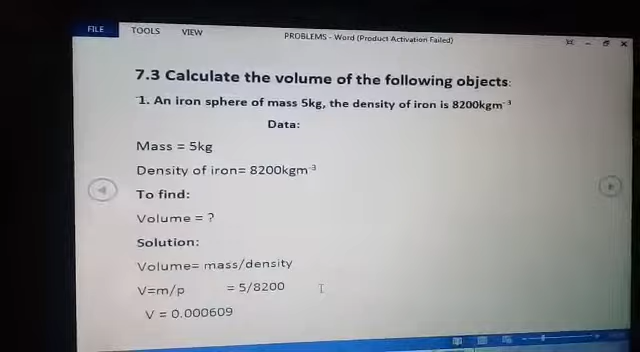 FILE TOOLS VIEW PROBLEMS - Word (Product Activation Failed)
7.3 Calculate the volume of the following objects:
1. An iron sphere of mass 5kg, the density of iron is 8200kgm⁻³
Data:
Mass = 5kg
Density of iron= 8200kgm⁻³
To find:
Volume = ?
Solution:
Volume= mass/density
V=m/p = 5/8200
V = 0.000609